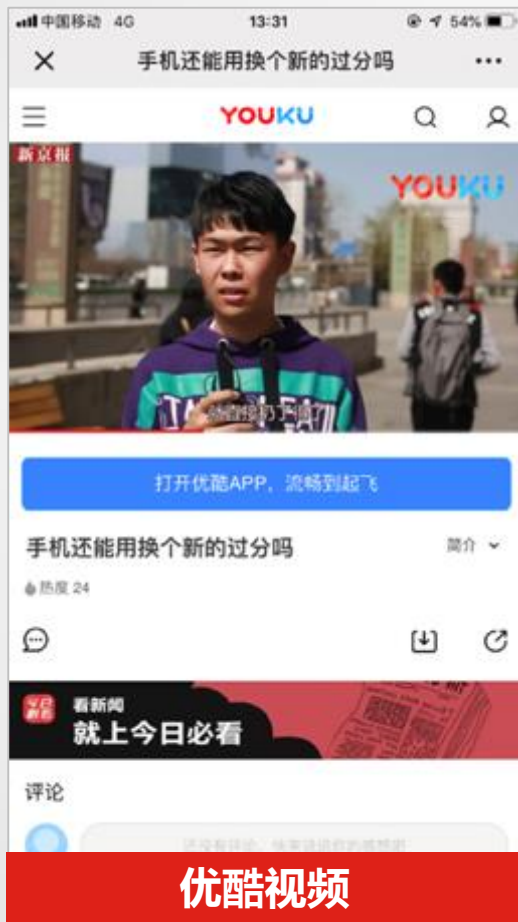 中国移动 4G 13:31 54%
手机还能用换个新的过分吗
YOUKU
新京报
YOUKU
打开优酷APP，流畅到起飞
手机还能用换个新的过分吗 简介
热度 24
看新闻
就上今日必看
评论
优酷视频